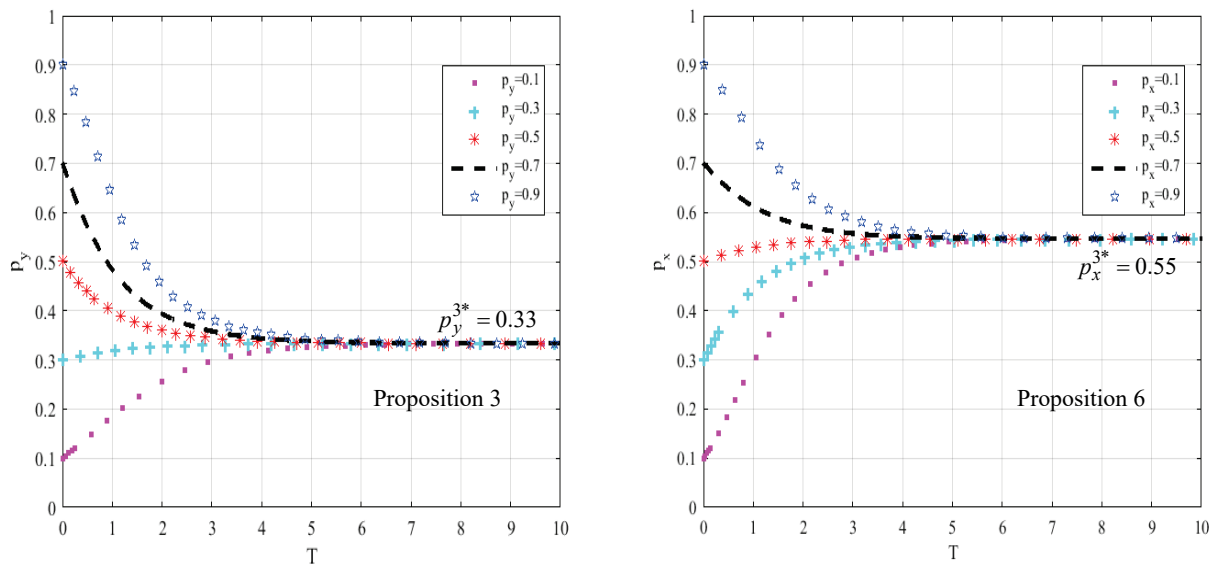 1
0.9
0.8
0.7
0.6
0.5
0.4
0.3
0.2
0.1
0
p_y
0 1 2 3 4 5 6 7 8 9 10
T
p_y=0.1
p_y=0.3
p_y=0.5
p_y=0.7
p_y=0.9
p_y^{3*} = 0.33
Proposition 3
1
0.9
0.8
0.7
0.6
0.5
0.4
0.3
0.2
0.1
0
p_x
0 1 2 3 4 5 6 7 8 9 10
T
p_x=0.1
p_x=0.3
p_x=0.5
p_x=0.7
p_x=0.9
p_x^{3*} = 0.55
Proposition 6